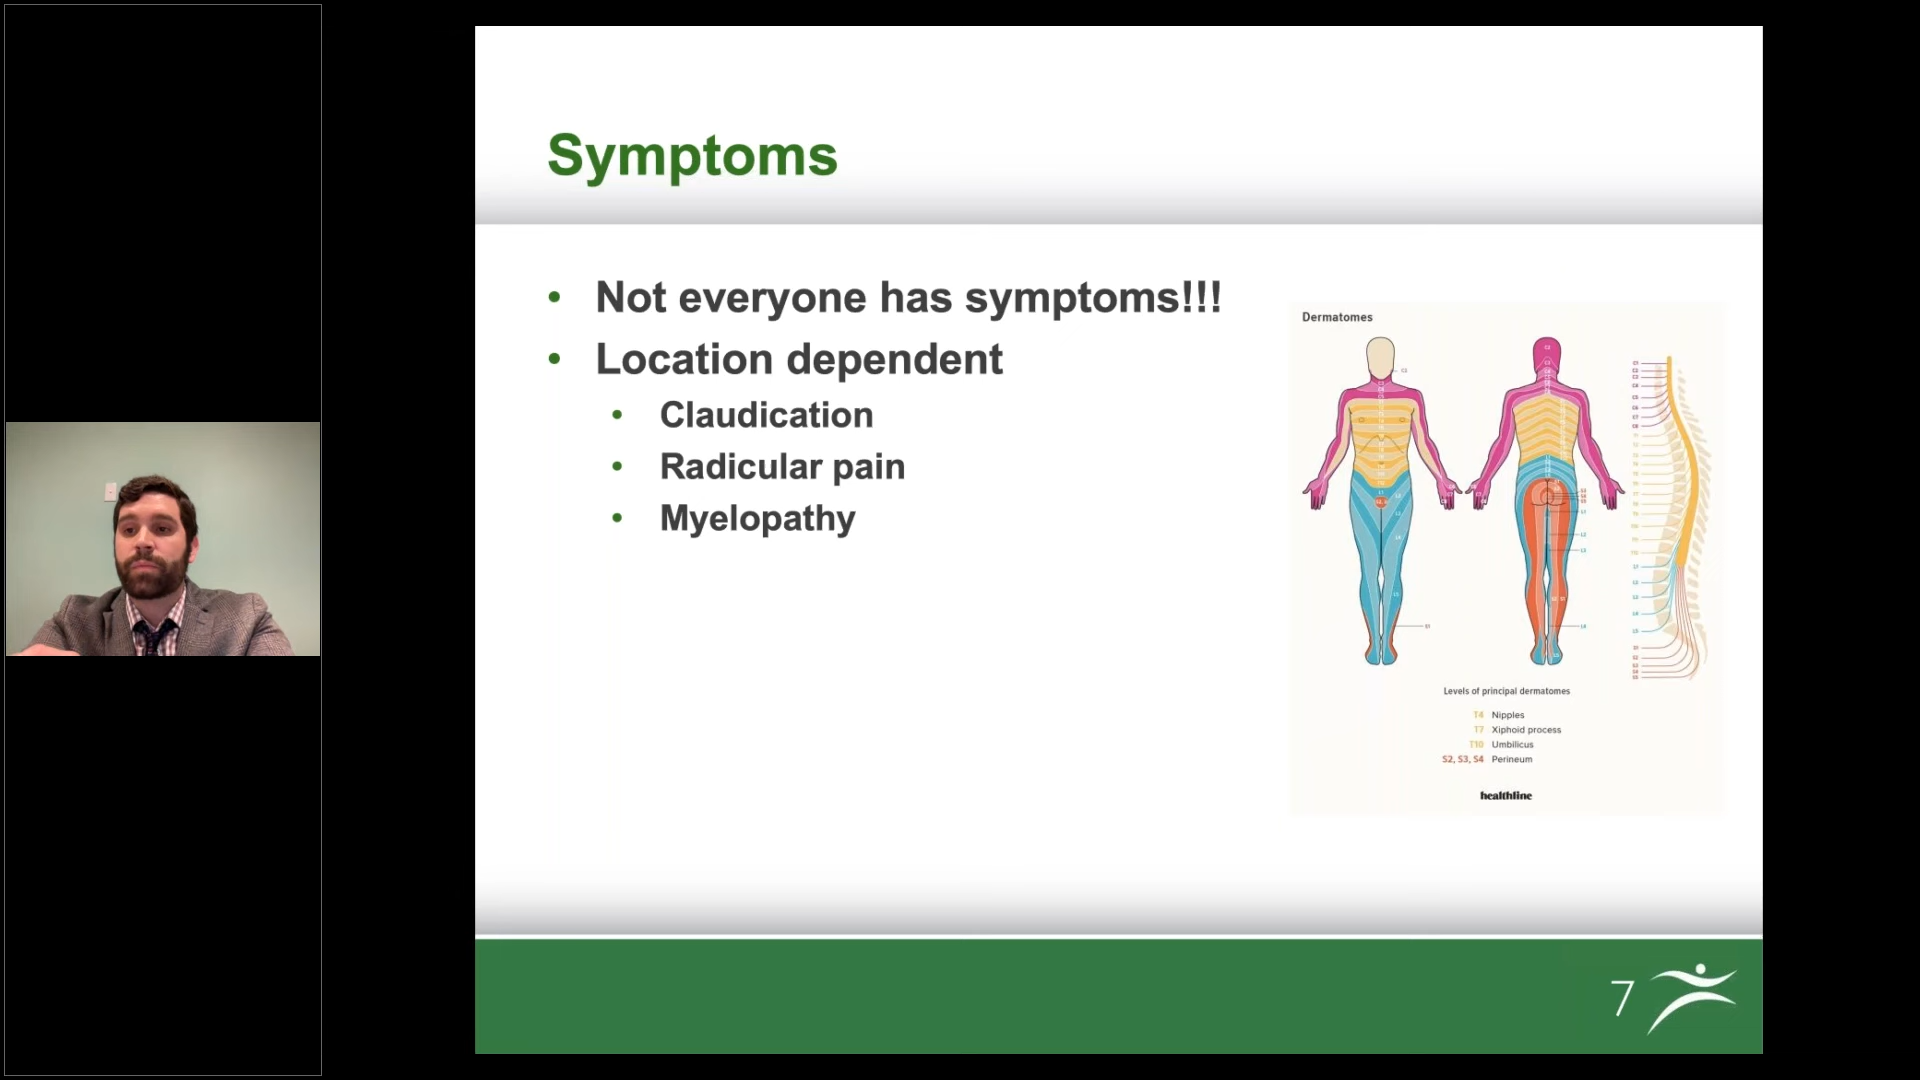 Symptoms
• Not everyone has symptoms!!!
• Location dependent
• Claudication
• Radicular pain
• Myelopathy
Dermatomes
Levels of principal dermatomes
T4 Nipples
T7 Xiphoid process
T10 Umbilicus
S2, S3, S4 Perineum
healthline
7